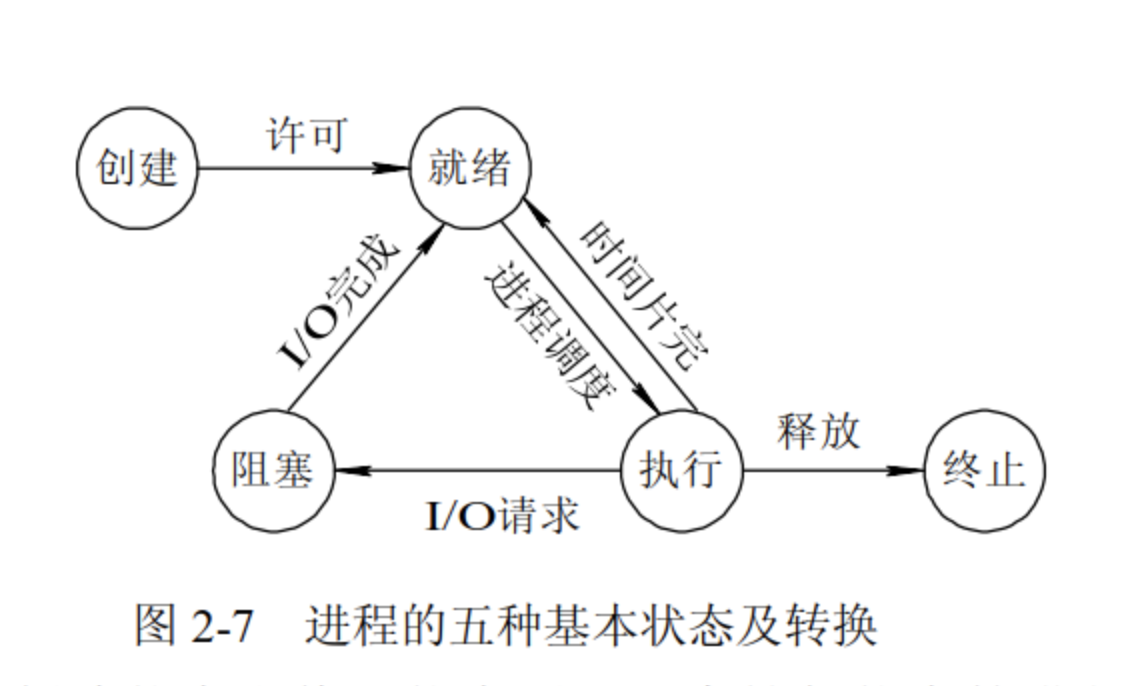 创建
许可
就绪
I/O完成
进程调度
时间片完
阻塞
I/O请求
执行
释放
终止
图 2-7 进程的五种基本状态及转换